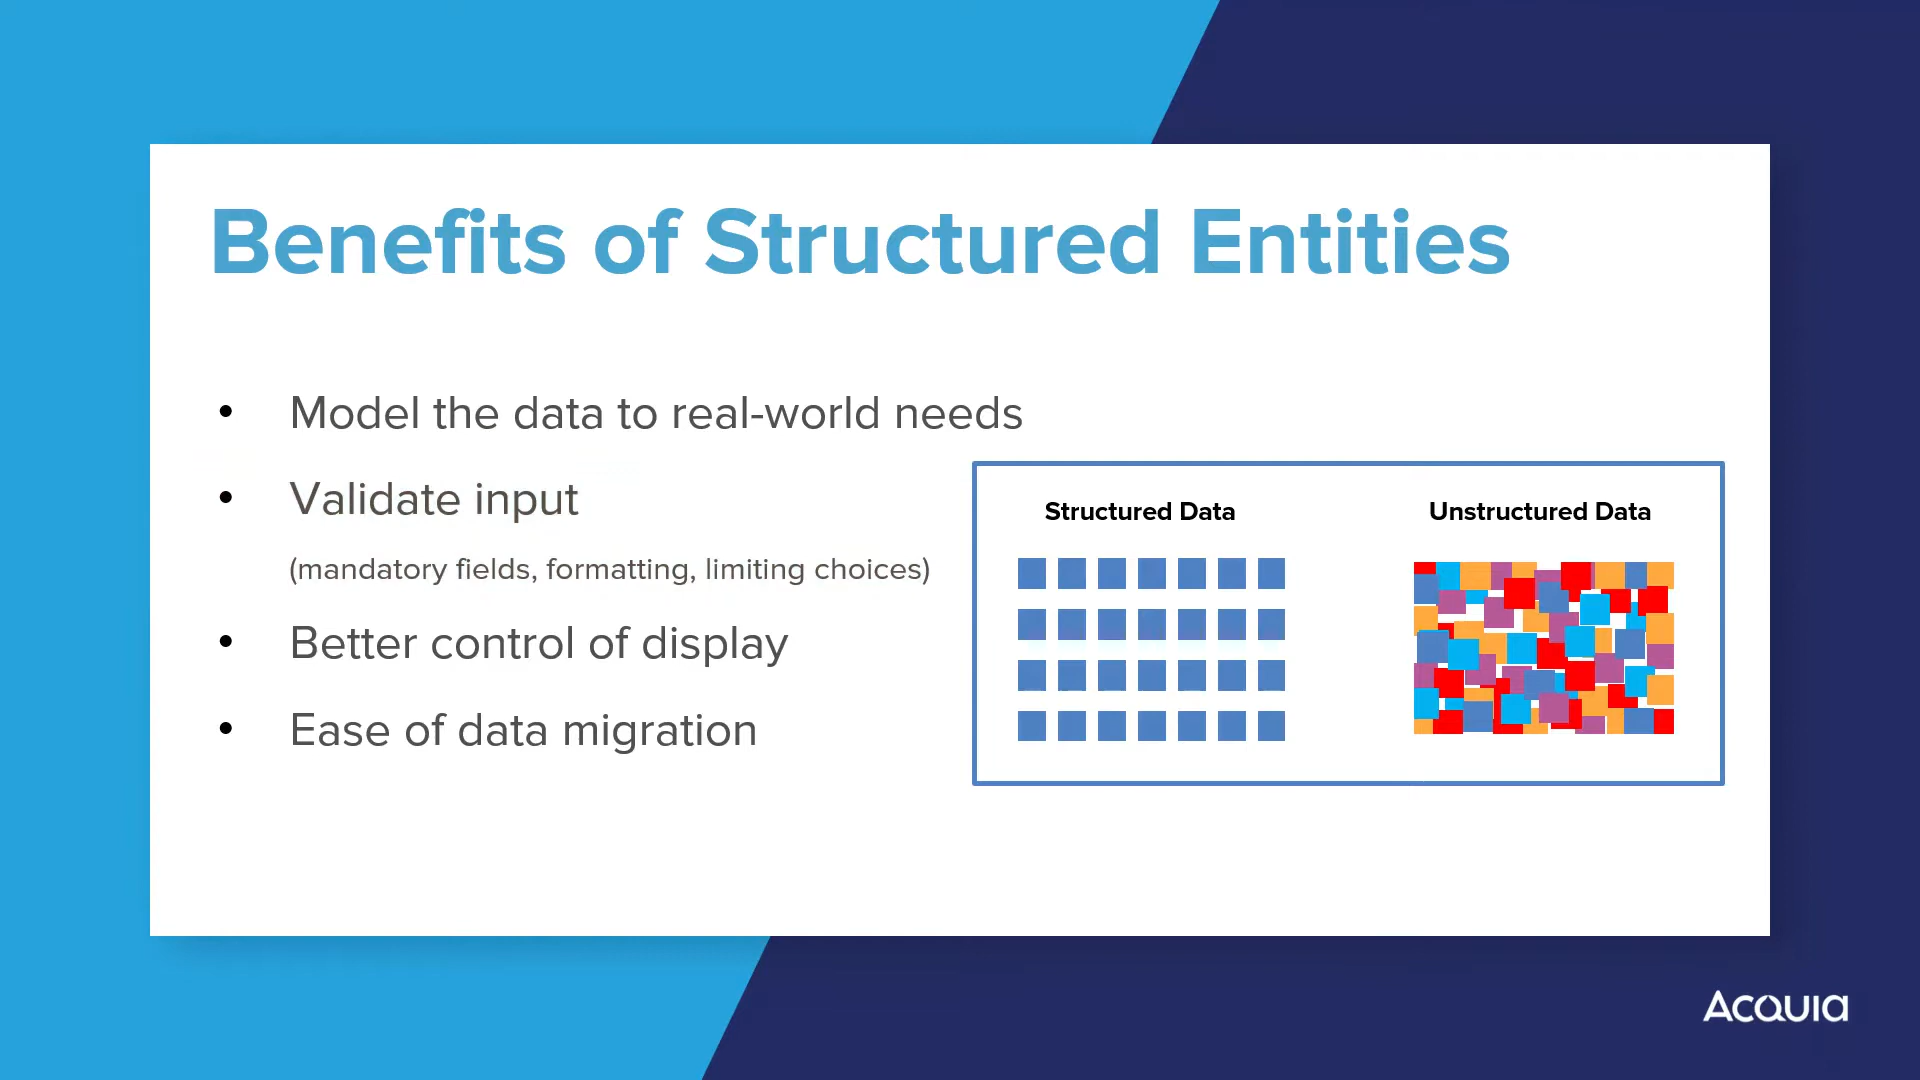 Benefits of Structured Entities
• Model the data to real-world needs
• Validate input
(mandatory fields, formatting, limiting choices)
• Better control of display
• Ease of data migration
Structured Data
Unstructured Data
Acquia